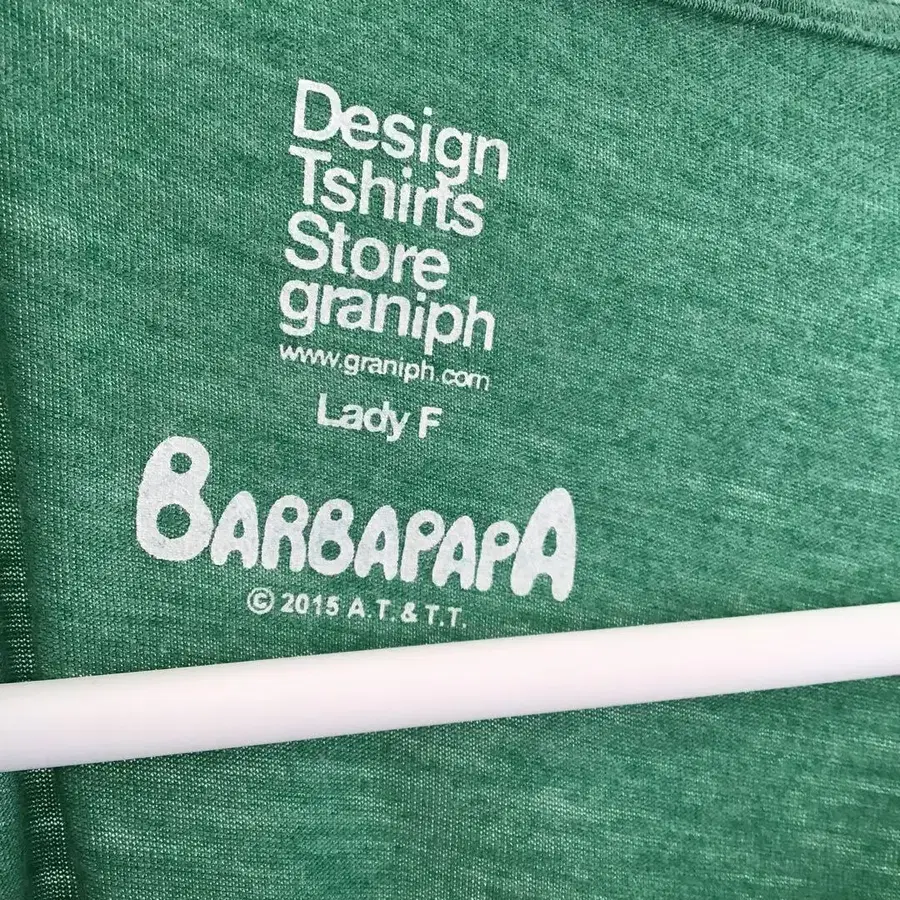 Design
Tshirts
Store
graniph
www.graniph.com
Lady F
BARBAPAPA
© 2015 A.T. & T.T.